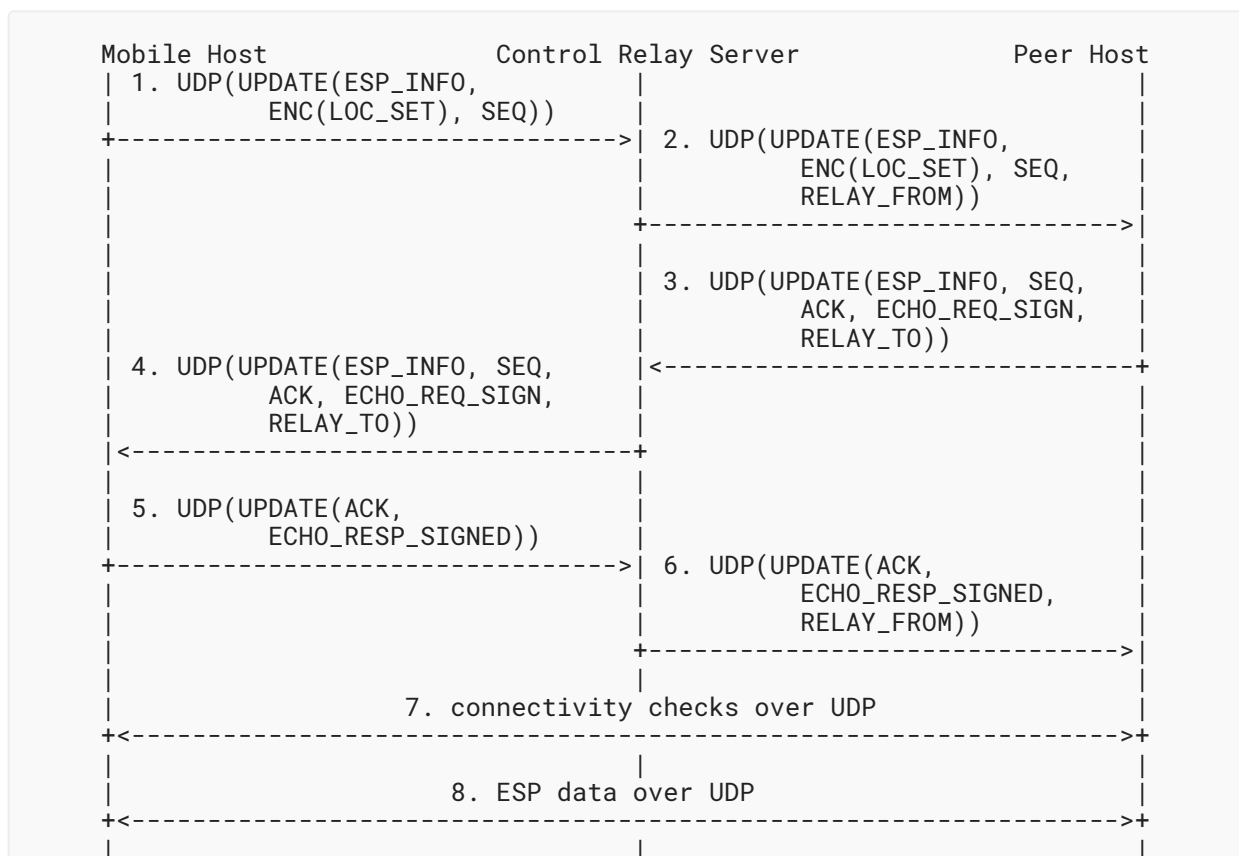 Mobile Host Control Relay Server Peer Host
1. UDP(UPDATE(ESP_INFO,
ENC(LOC_SET), SEQ))
2. UDP(UPDATE(ESP_INFO,
ENC(LOC_SET), SEQ,
RELAY_FROM))
3. UDP(UPDATE(ESP_INFO, SEQ,
ACK, ECHO_REQ_SIGN,
RELAY_TO))
4. UDP(UPDATE(ESP_INFO, SEQ,
ACK, ECHO_REQ_SIGN,
RELAY_TO))
5. UDP(UPDATE(ACK,
ECHO_RESP_SIGNED))
6. UDP(UPDATE(ACK,
ECHO_RESP_SIGNED,
RELAY_FROM))
7. connectivity checks over UDP
8. ESP data over UDP